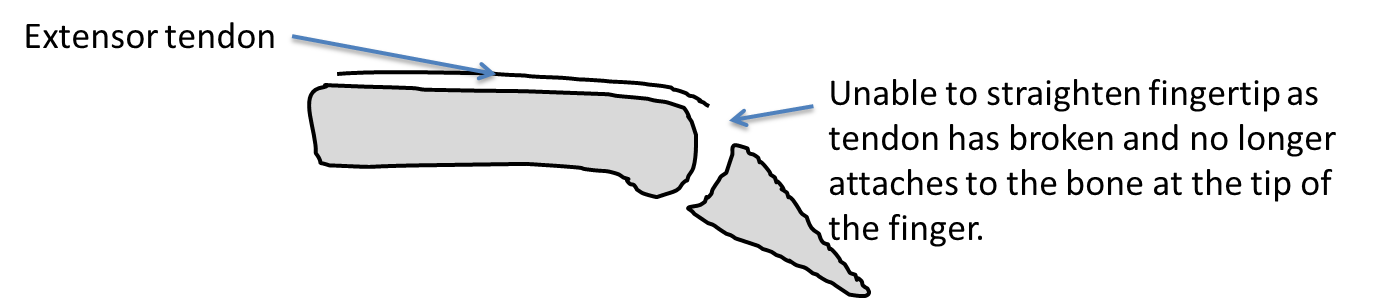 Extensor tendon
Unable to straighten fingertip as
tendon has broken and no longer
attaches to the bone at the tip of
the finger.